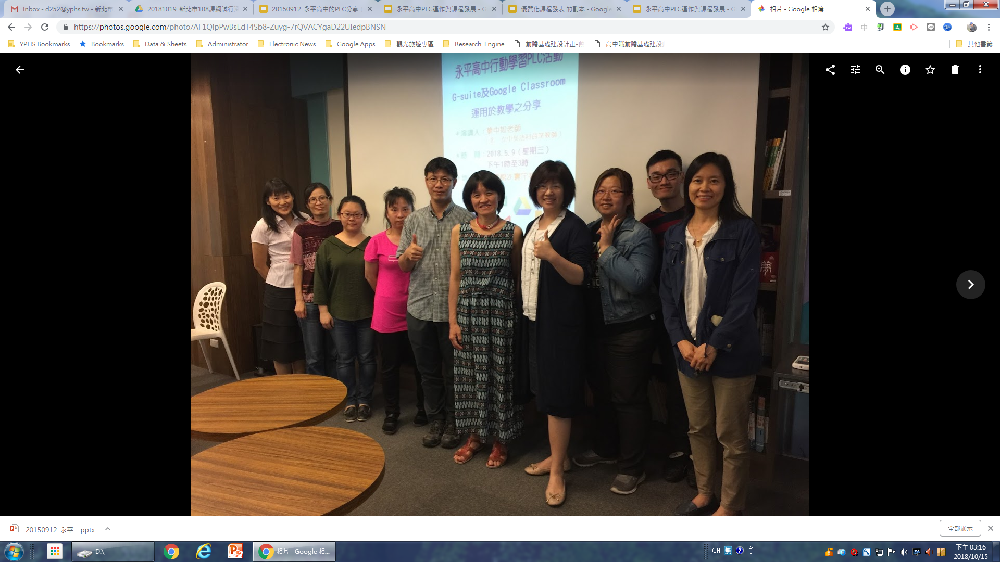 Inbox - d252@yphs.tw - 新北市
20181019_新北市108課綱試行
20150912_永平高中的PLC分享
永平高中PLC運作與課程發展 - G
優質化課程發表 的副本 - Google
永平高中PLC運作與課程發展 - G
相片 - Google 相簿
https://photos.google.com/photo/AF1QipPwBsEdT4Sb8-Zuyg-7rQVACYgaD22UIedpBNSN
YPHS Bookmarks
Bookmarks
Data & Sheets
Administrator
Electronic News
Google Apps
觀光旅遊專區
Research Engine
前瞻基礎建設計畫-數
高中職前瞻基礎建設
其他書籤
永平高中行動學習PLC活動
G-suite及Google Classroom
運用於教學之分享
2018.5.9(星期三)
下午1時至3時
夢
20150912_永平....pptx
全部顯示
D:\
相片 - Google 相...
CH
無
下午 03:16
2018/10/15